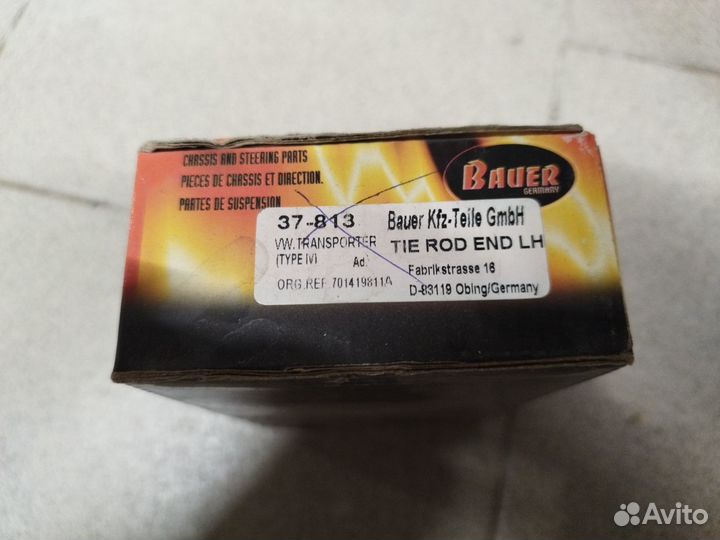 CHASSIS AND STEERING PARTS
PIECES DE CHASSIS ET DIRECTION.
PARTES DE SUSPENSION
BAUER
GERMANY
37-813 Bauer Kfz-Teile GmbH
VW.TRANSPORTER TIE ROD END LH
(TYPE IV) Ad.
Fabrikstrasse 16
ORG.REF. 701419811A D-83119 Obing/Germany
Avito